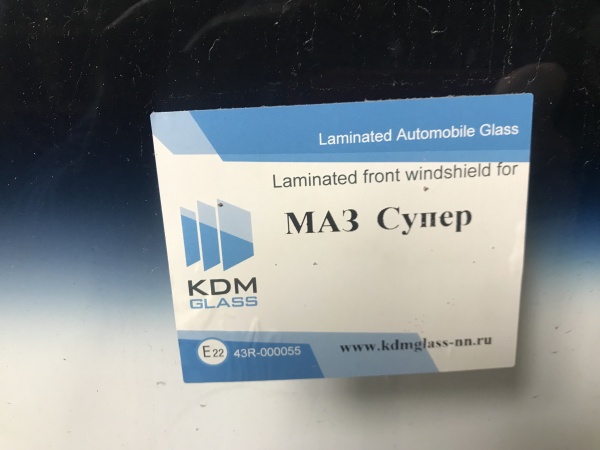 Laminated Automobile Glass
Laminated front windshield for
МАЗ Супер
KDM
GLASS
E22 43R-000055
www.kdmglass-nn.ru